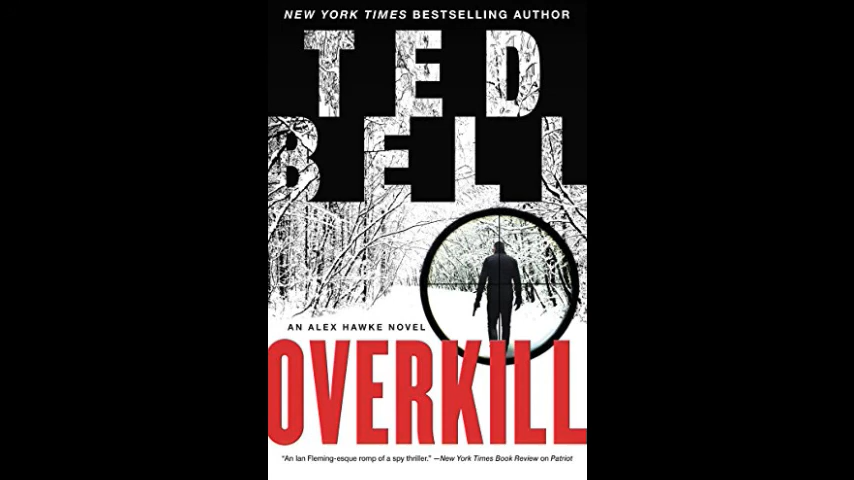 NEW YORK TIMES BESTSELLING AUTHOR
TED
BELL
AN ALEX HAWKE NOVEL
OVERKILL
"An Ian Fleming-esque romp of a spy thriller." —New York Times Book Review on Patriot